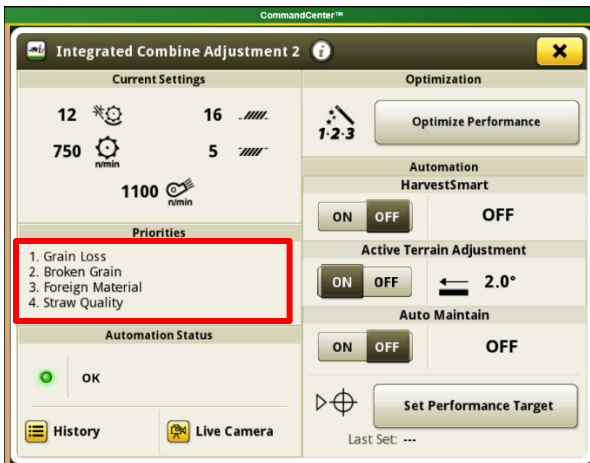 CommandCenter™
Integrated Combine Adjustment 2 i
Current Settings
12 16
750 n/min 5
1100 n/min
Priorities
1. Grain Loss
2. Broken Grain
3. Foreign Material
4. Straw Quality
Automation Status
OK
History Live Camera
Optimization
1·2·3 Optimize Performance
Automation
HarvestSmart
ON OFF OFF
Active Terrain Adjustment
ON OFF 2.0°
Auto Maintain
ON OFF OFF
Set Performance Target
Last Set: ---